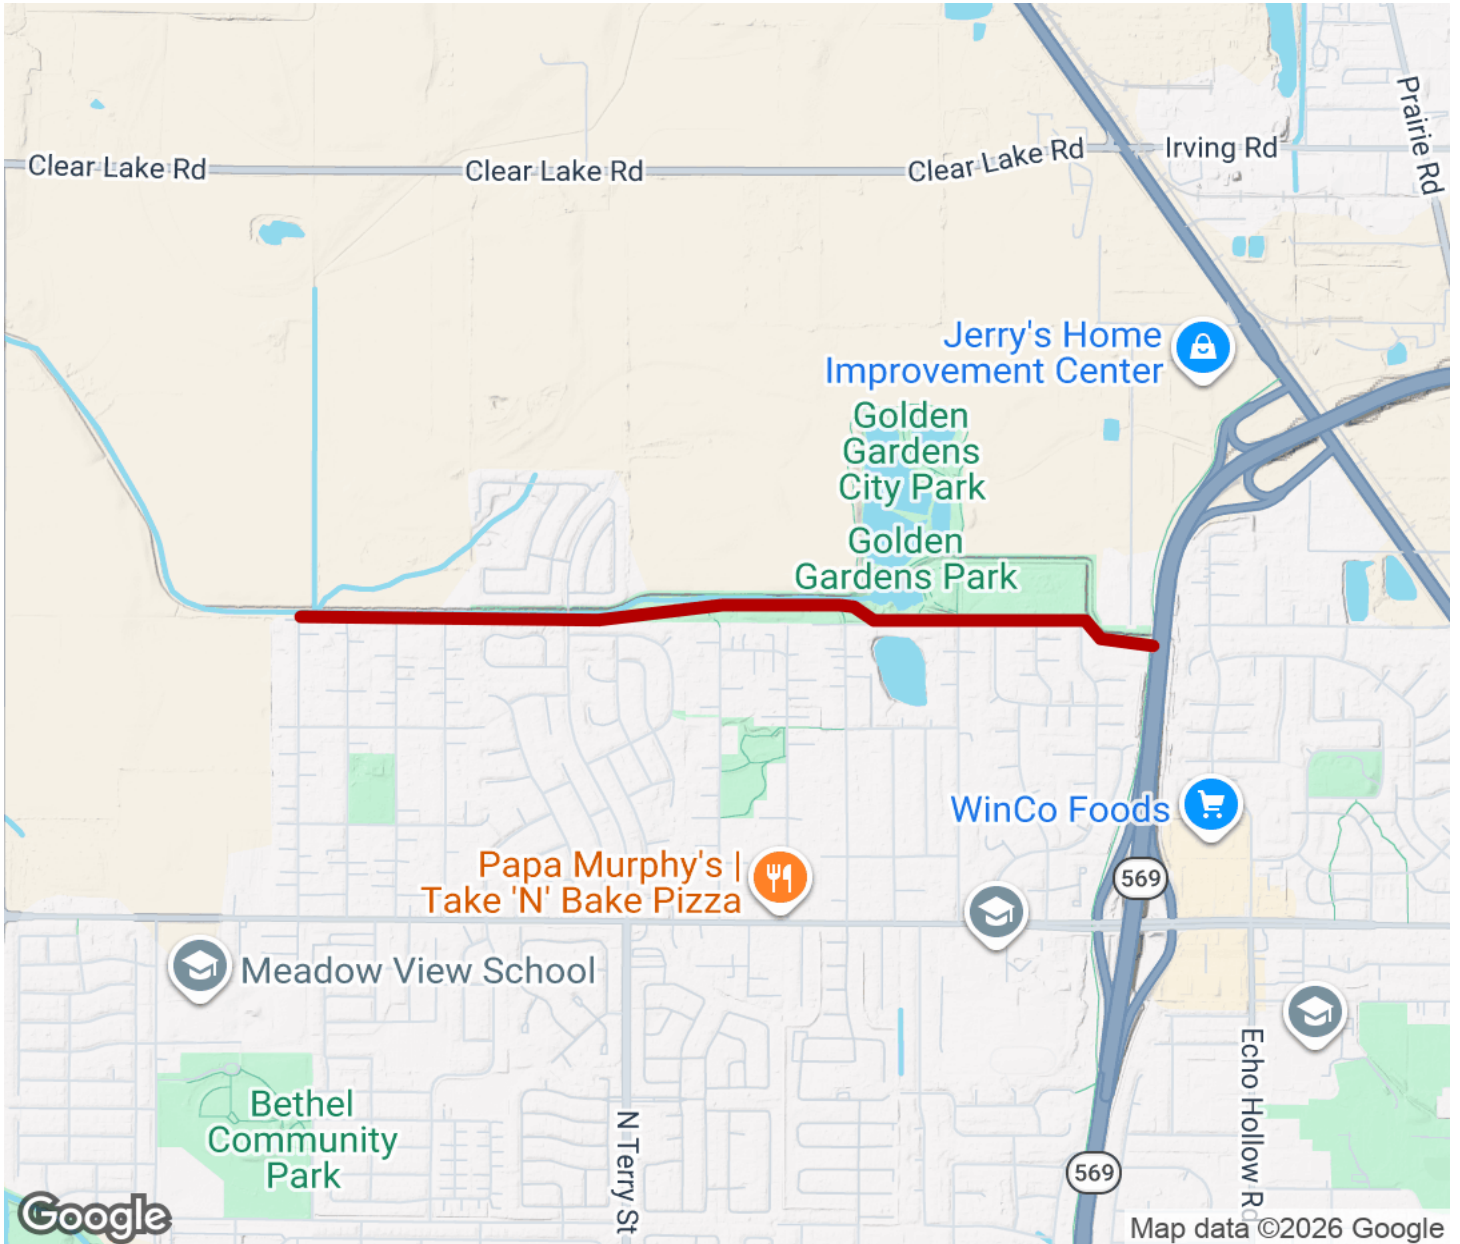 Clear Lake Rd
Clear Lake Rd
Clear Lake Rd
Irving Rd
Prairie Rd
Jerry's Home
Improvement Center
Golden
Gardens
City Park
Golden
Gardens Park
WinCo Foods
Papa Murphy's |
Take 'N' Bake Pizza
569
Meadow View School
Bethel
Community
Park
N Terry St
Echo Hollow Rd
569
Google
Map data ©2026 Google